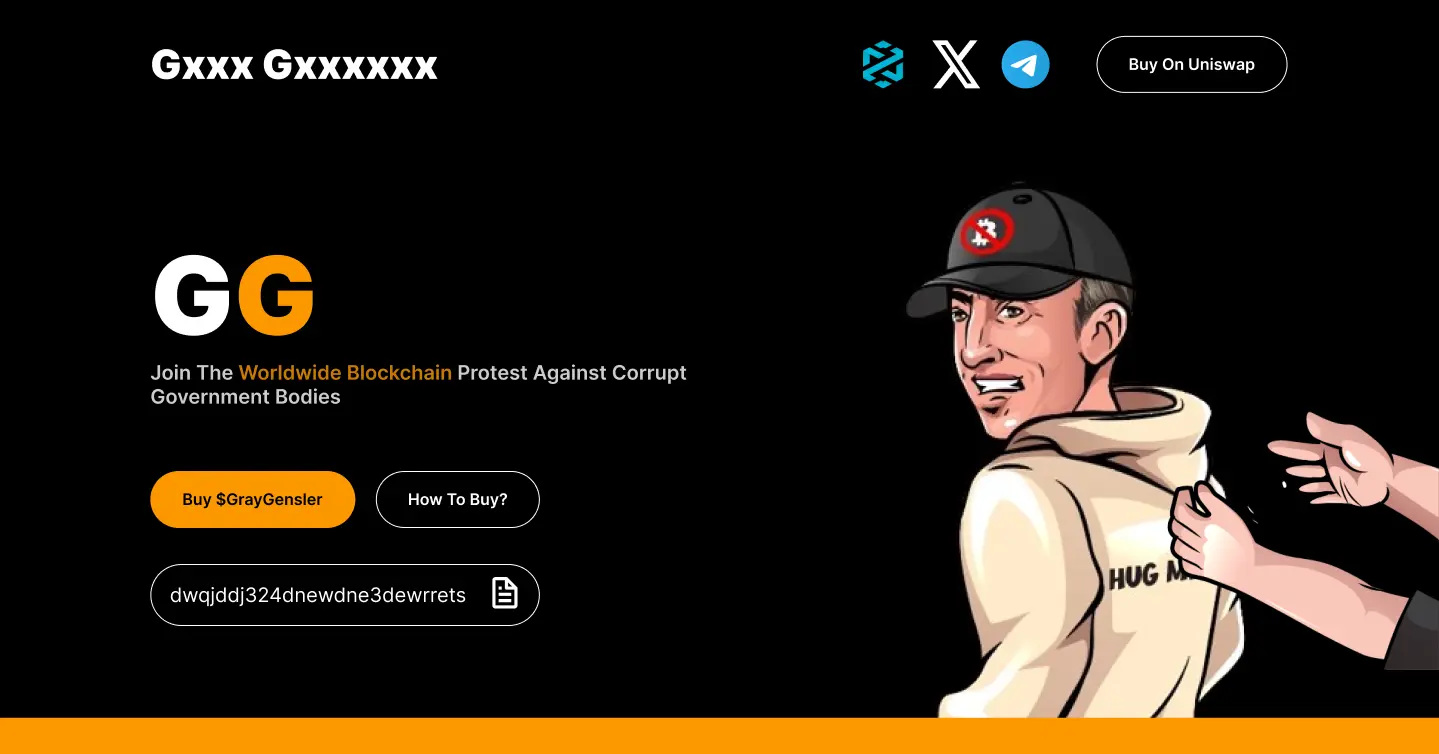 Gxxx Gxxxxxx
Buy On Uniswap
GG
Join The Worldwide Blockchain Protest Against Corrupt
Government Bodies
Buy $GrayGensler
How To Buy?
dwqjddj324dnewdne3dewrrets
HUG